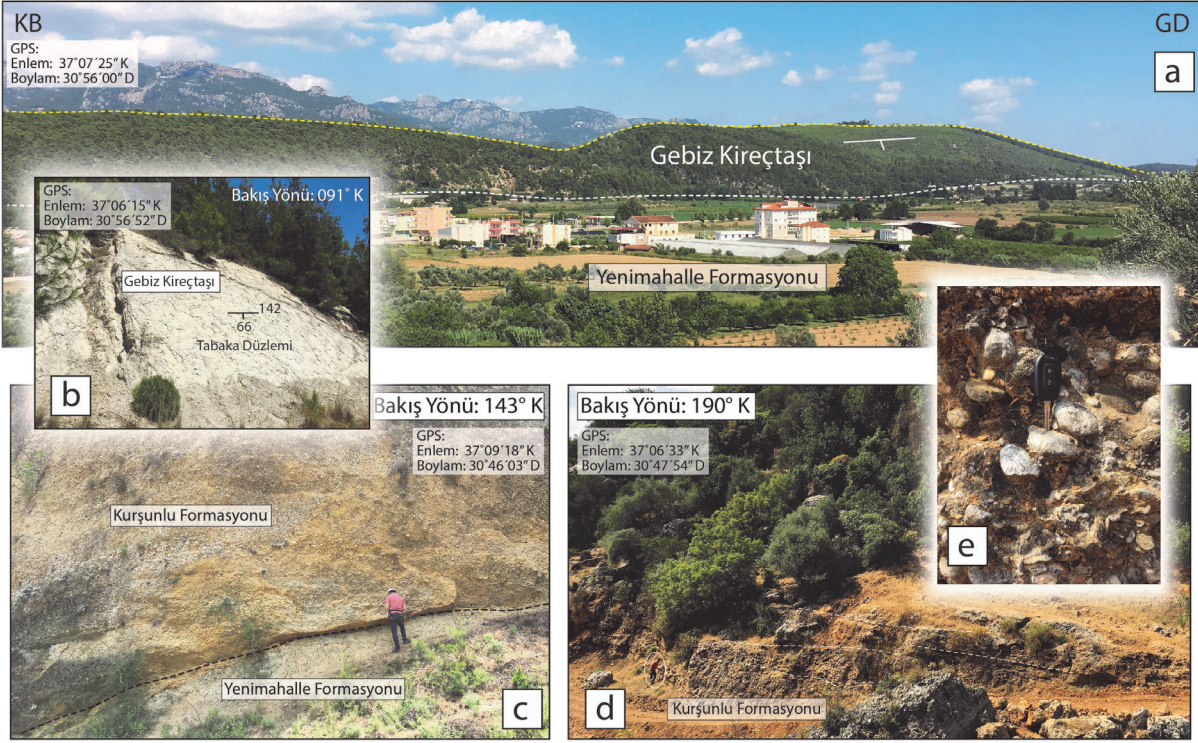 KB
GD
GPS:
Enlem: 37°07´25˝ K
Boylam: 30°56´00˝ D
a
Gebiz Kireçtaşı
Yenimahalle Formasyonu
GPS:
Enlem: 37°06´15˝K
Boylam: 30°56´52˝D
Bakış Yönü: 091° K
Gebiz Kireçtaşı
142
66
Tabaka Düzlemi
b
Bakış Yönü: 143° K
GPS:
Enlem: 37°09´18˝K
Boylam: 30°46´03˝D
Kurşunlu Formasyonu
Yenimahalle Formasyonu
c
Bakış Yönü: 190° K
GPS:
Enlem: 37°06´33˝K
Boylam: 30°47´54˝D
Kurşunlu Formasyonu
d
e